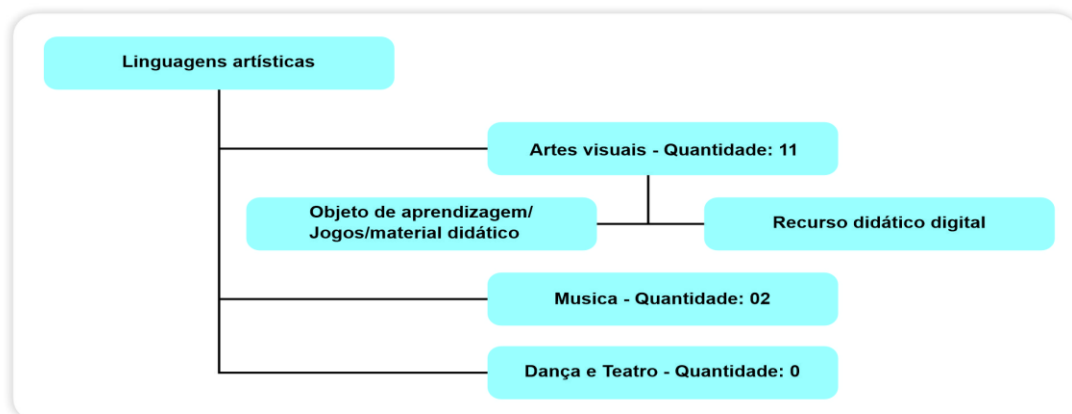 Linguagens artísticas
Artes visuais - Quantidade: 11
Objeto de aprendizagem/
Jogos/material didático
Recurso didático digital
Musica - Quantidade: 02
Dança e Teatro - Quantidade: 0